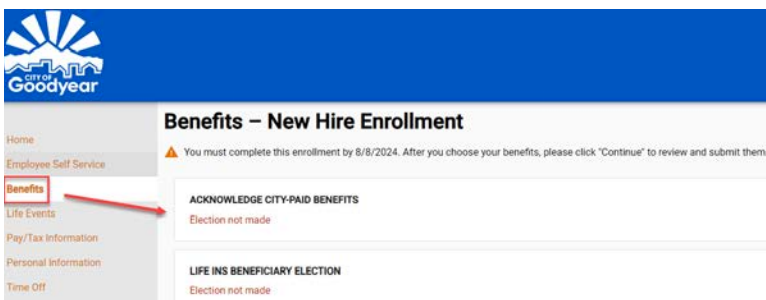 CITY OF
Goodyear
Home
Employee Self Service
Benefits
Life Events
Pay/Tax Information
Personal Information
Time Off
Benefits – New Hire Enrollment
You must complete this enrollment by 8/8/2024. After you choose your benefits, please click "Continue" to review and submit them
ACKNOWLEDGE CITY-PAID BENEFITS
Election not made
LIFE INS BENEFICIARY ELECTION
Election not made